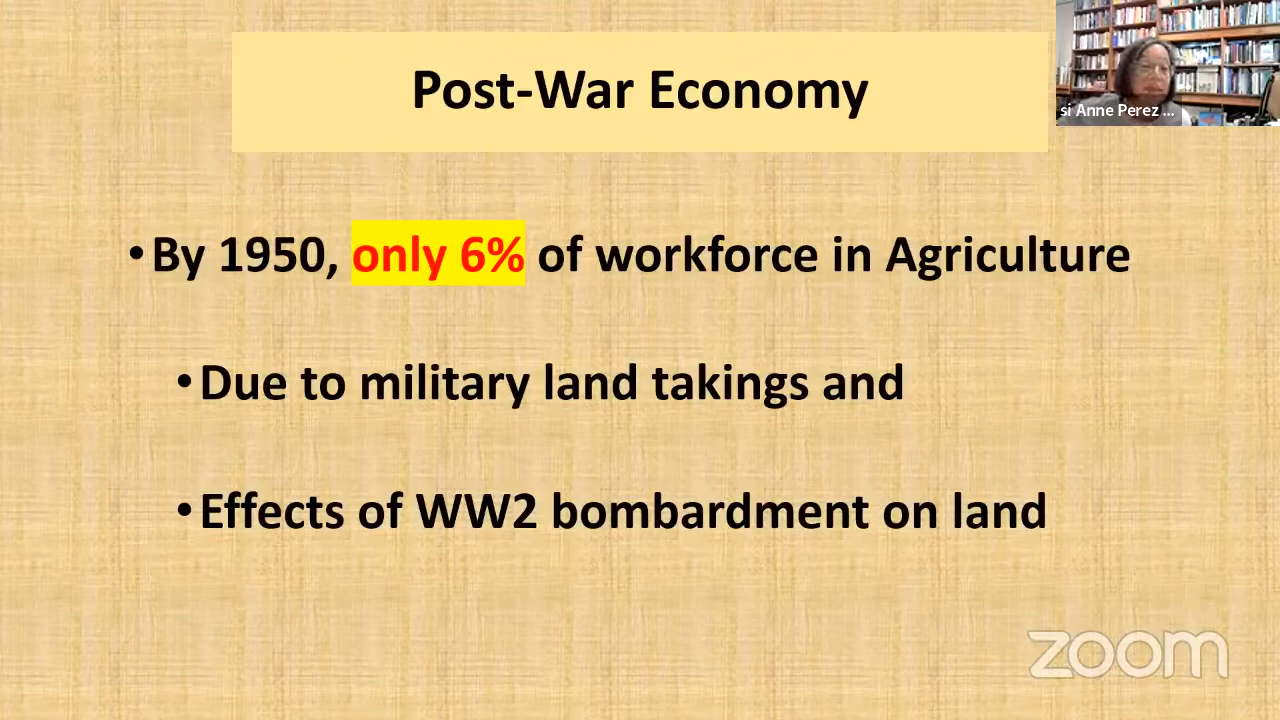 Post-War Economy
si Anne Perez ...
•By 1950, only 6% of workforce in Agriculture
•Due to military land takings and
•Effects of WW2 bombardment on land
zoom